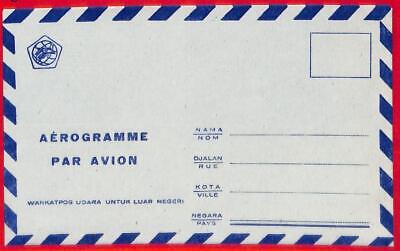 AÉROGRAMME
PAR AVION
WARKATPOS UDARA UNTUK LUAR NEGERI
NAMA
NOM
DJALAN
RUE
KOTA
VILLE
NEGARA
PAYS